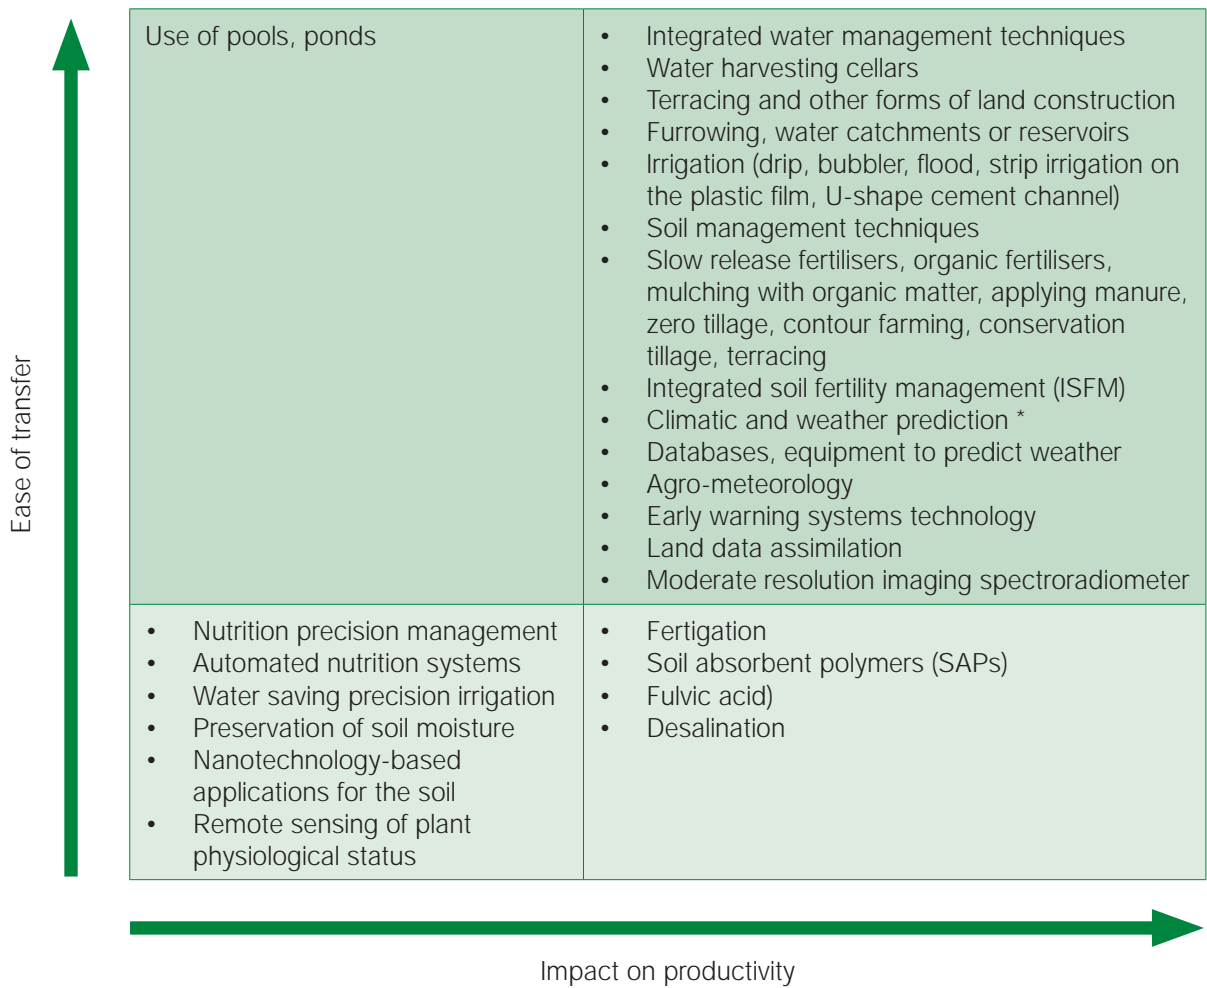 Ease of transfer
Use of pools, ponds
• Integrated water management techniques
• Water harvesting cellars
• Terracing and other forms of land construction
• Furrowing, water catchments or reservoirs
• Irrigation (drip, bubbler, flood, strip irrigation on
the plastic film, U-shape cement channel)
• Soil management techniques
• Slow release fertilisers, organic fertilisers,
mulching with organic matter, applying manure,
zero tillage, contour farming, conservation
tillage, terracing
• Integrated soil fertility management (ISFM)
• Climatic and weather prediction *
• Databases, equipment to predict weather
• Agro-meteorology
• Early warning systems technology
• Land data assimilation
• Moderate resolution imaging spectroradiometer
• Nutrition precision management
• Automated nutrition systems
• Water saving precision irrigation
• Preservation of soil moisture
• Nanotechnology-based
applications for the soil
• Remote sensing of plant
physiological status
• Fertigation
• Soil absorbent polymers (SAPs)
• Fulvic acid)
• Desalination
Impact on productivity